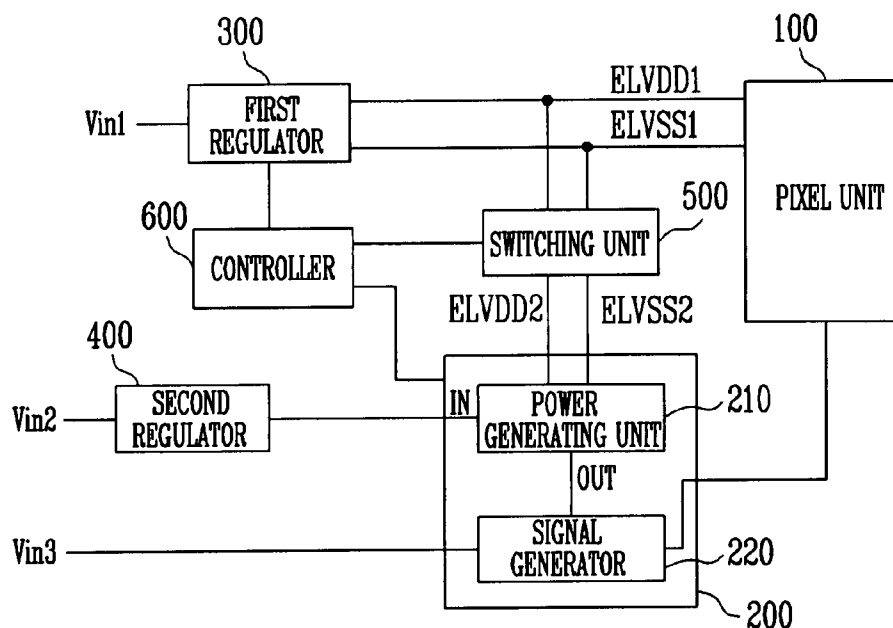 300
100
ELVDD1
Vin1
FIRST
REGULATOR
ELVSS1
PIXEL UNIT
500
600
SWITCHING UNIT
CONTROLLER
ELVDD2
ELVSS2
400
Vin2
SECOND
REGULATOR
IN
POWER
GENERATING UNIT
210
OUT
Vin3
SIGNAL
GENERATOR
220
200